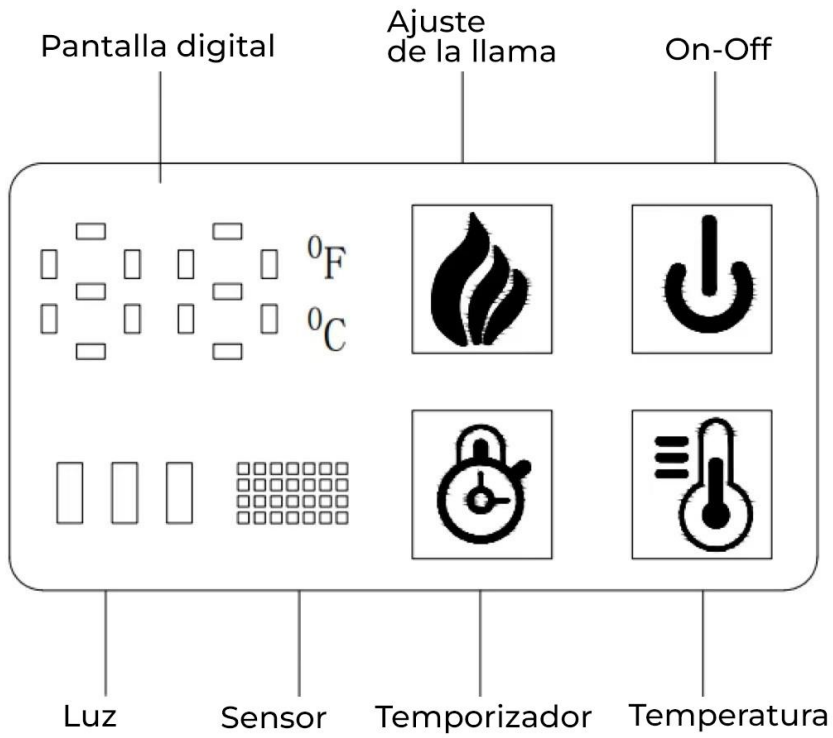 Pantalla digital
Ajuste
de la llama
On-Off
⁰F
⁰C
Luz
Sensor
Temporizador
Temperatura